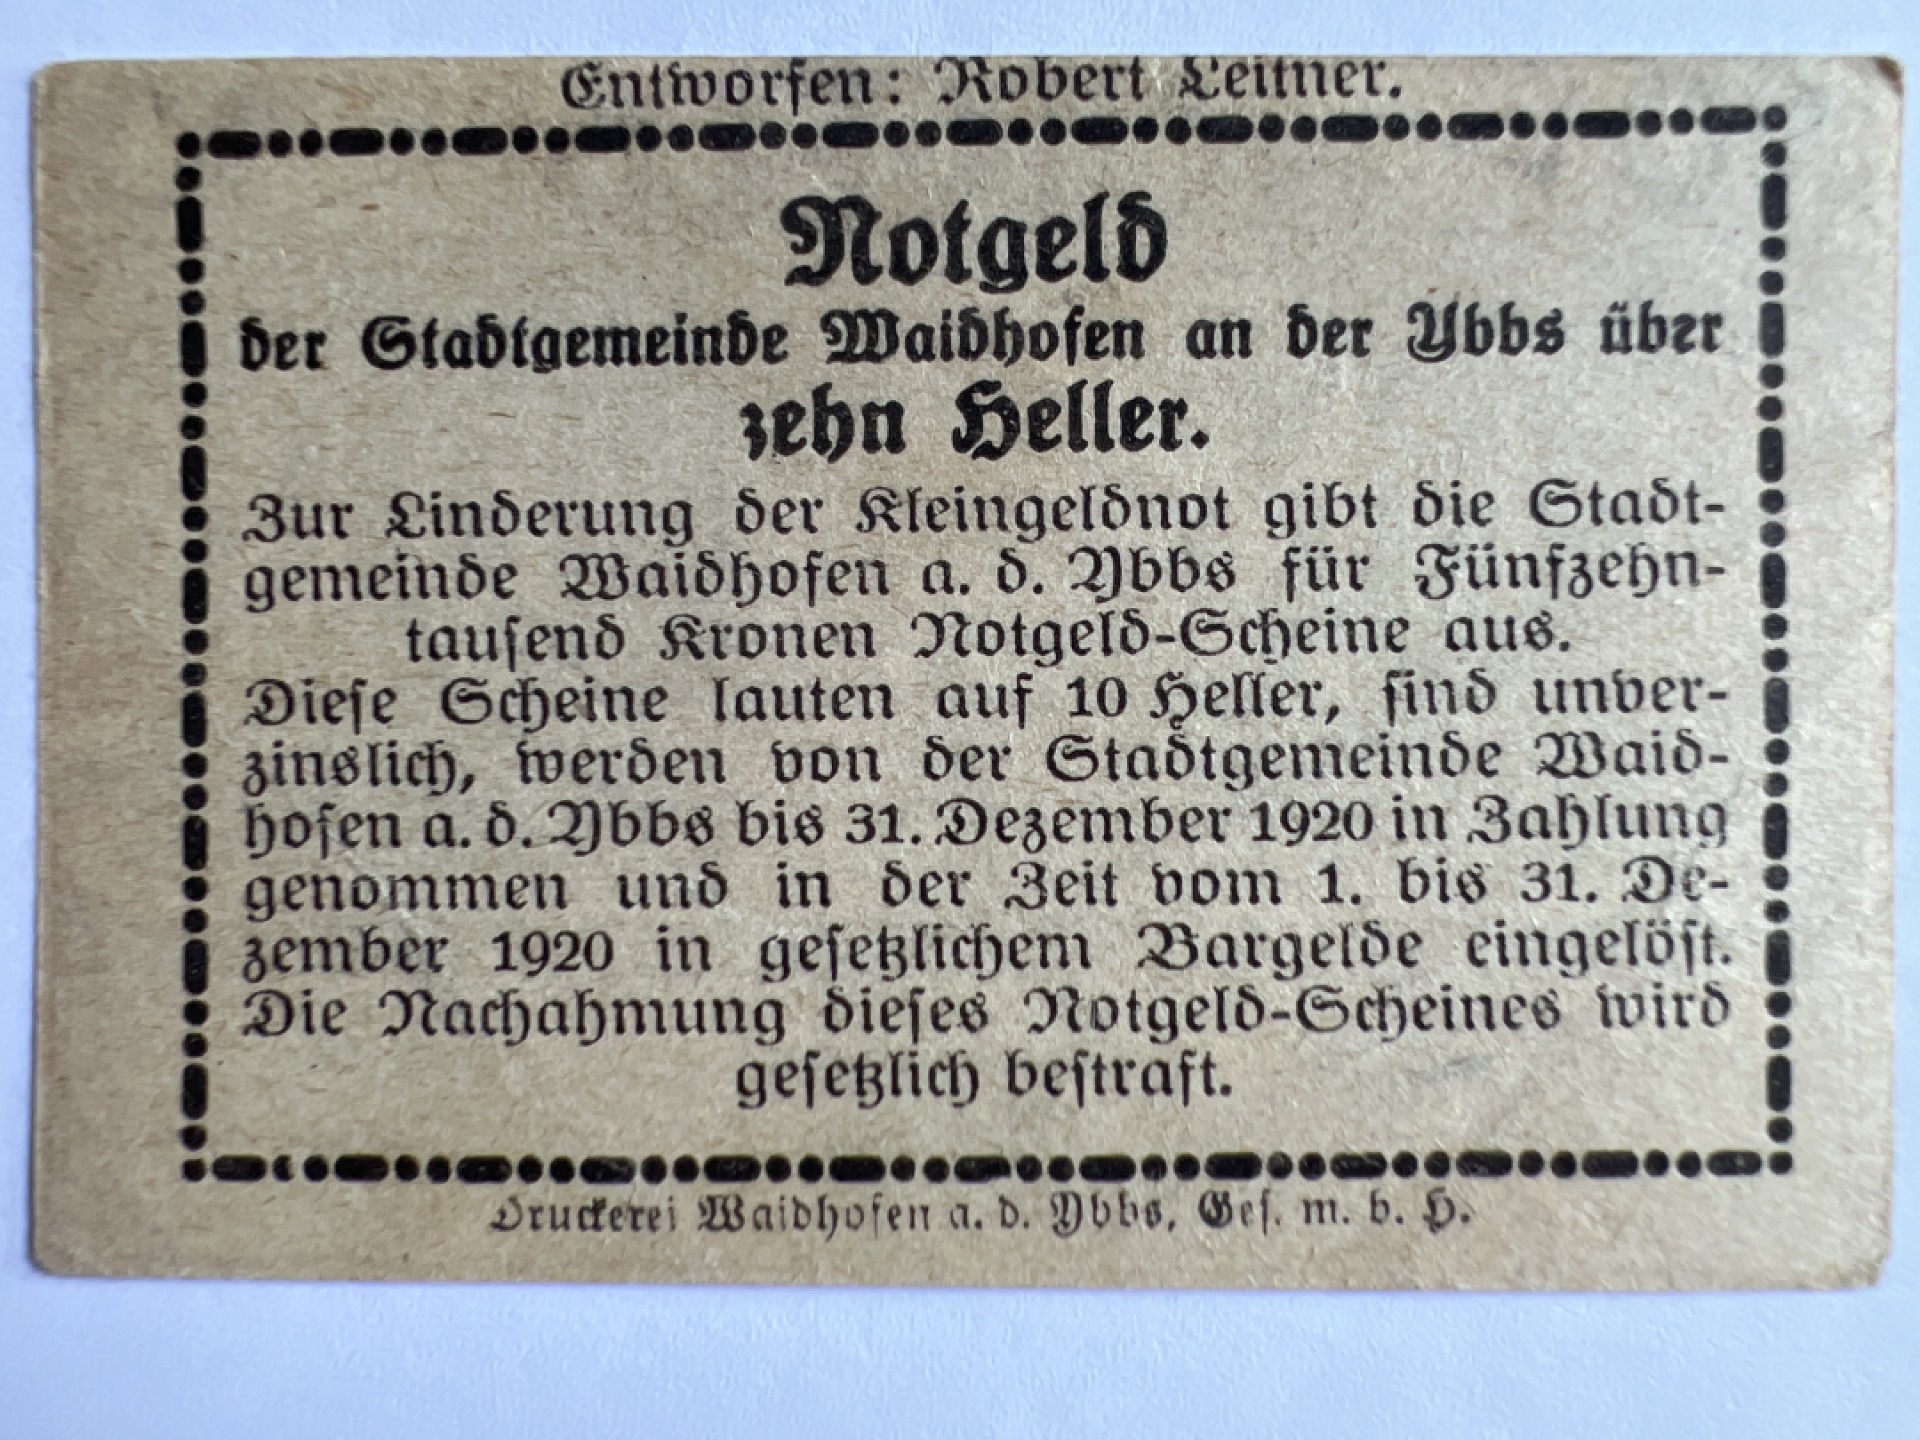 Entworfen: Robert Leitner.
Notgeld
der Stadtgemeinde Waidhofen an der Ybbs über
zehn Heller.
Zur Linderung der Kleingeldnot gibt die Stadt-
gemeinde Waidhofen a. d. Ybbs für Fünfzehn-
tauſend Kronen Notgeld-Scheine aus.
Dieſe Scheine lauten auf 10 Heller, ſind unver-
zinslich, werden von der Stadtgemeinde Waid-
hofen a. d. Ybbs bis 31. Dezember 1920 in Zahlung
genommen und in der Zeit vom 1. bis 31. De-
zember 1920 in geſetzlichem Bargelde eingelöſt.
Die Nachahmung dieſes Notgeld-Scheines wird
geſetzlich beſtraft.
Druckerei Waidhofen a. d. Ybbs, Geſ. m. b. H.